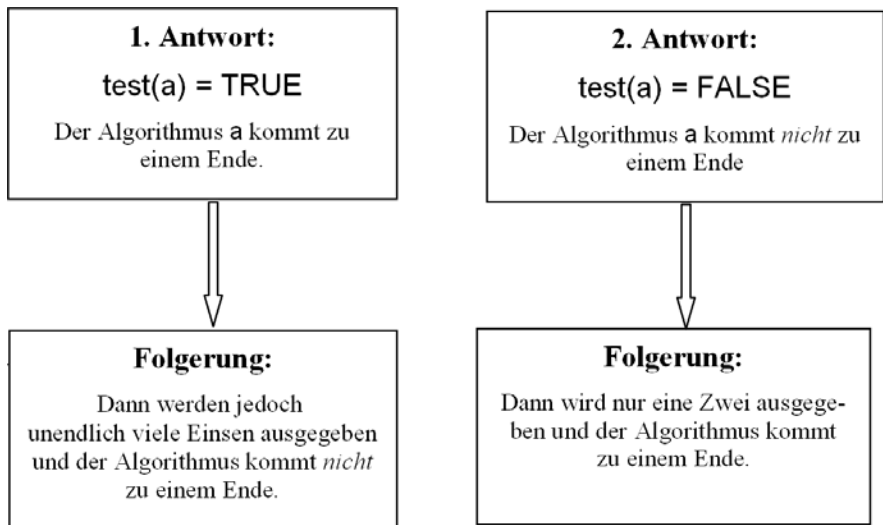 1. Antwort:
test(a) = TRUE
Der Algorithmus a kommt zu
einem Ende.
2. Antwort:
test(a) = FALSE
Der Algorithmus a kommt nicht zu
einem Ende
Folgerung:
Dann werden jedoch
unendlich viele Einsen ausgegeben
und der Algorithmus kommt nicht
zu einem Ende.
Folgerung:
Dann wird nur eine Zwei ausgege-
ben und der Algorithmus kommt
zu einem Ende.